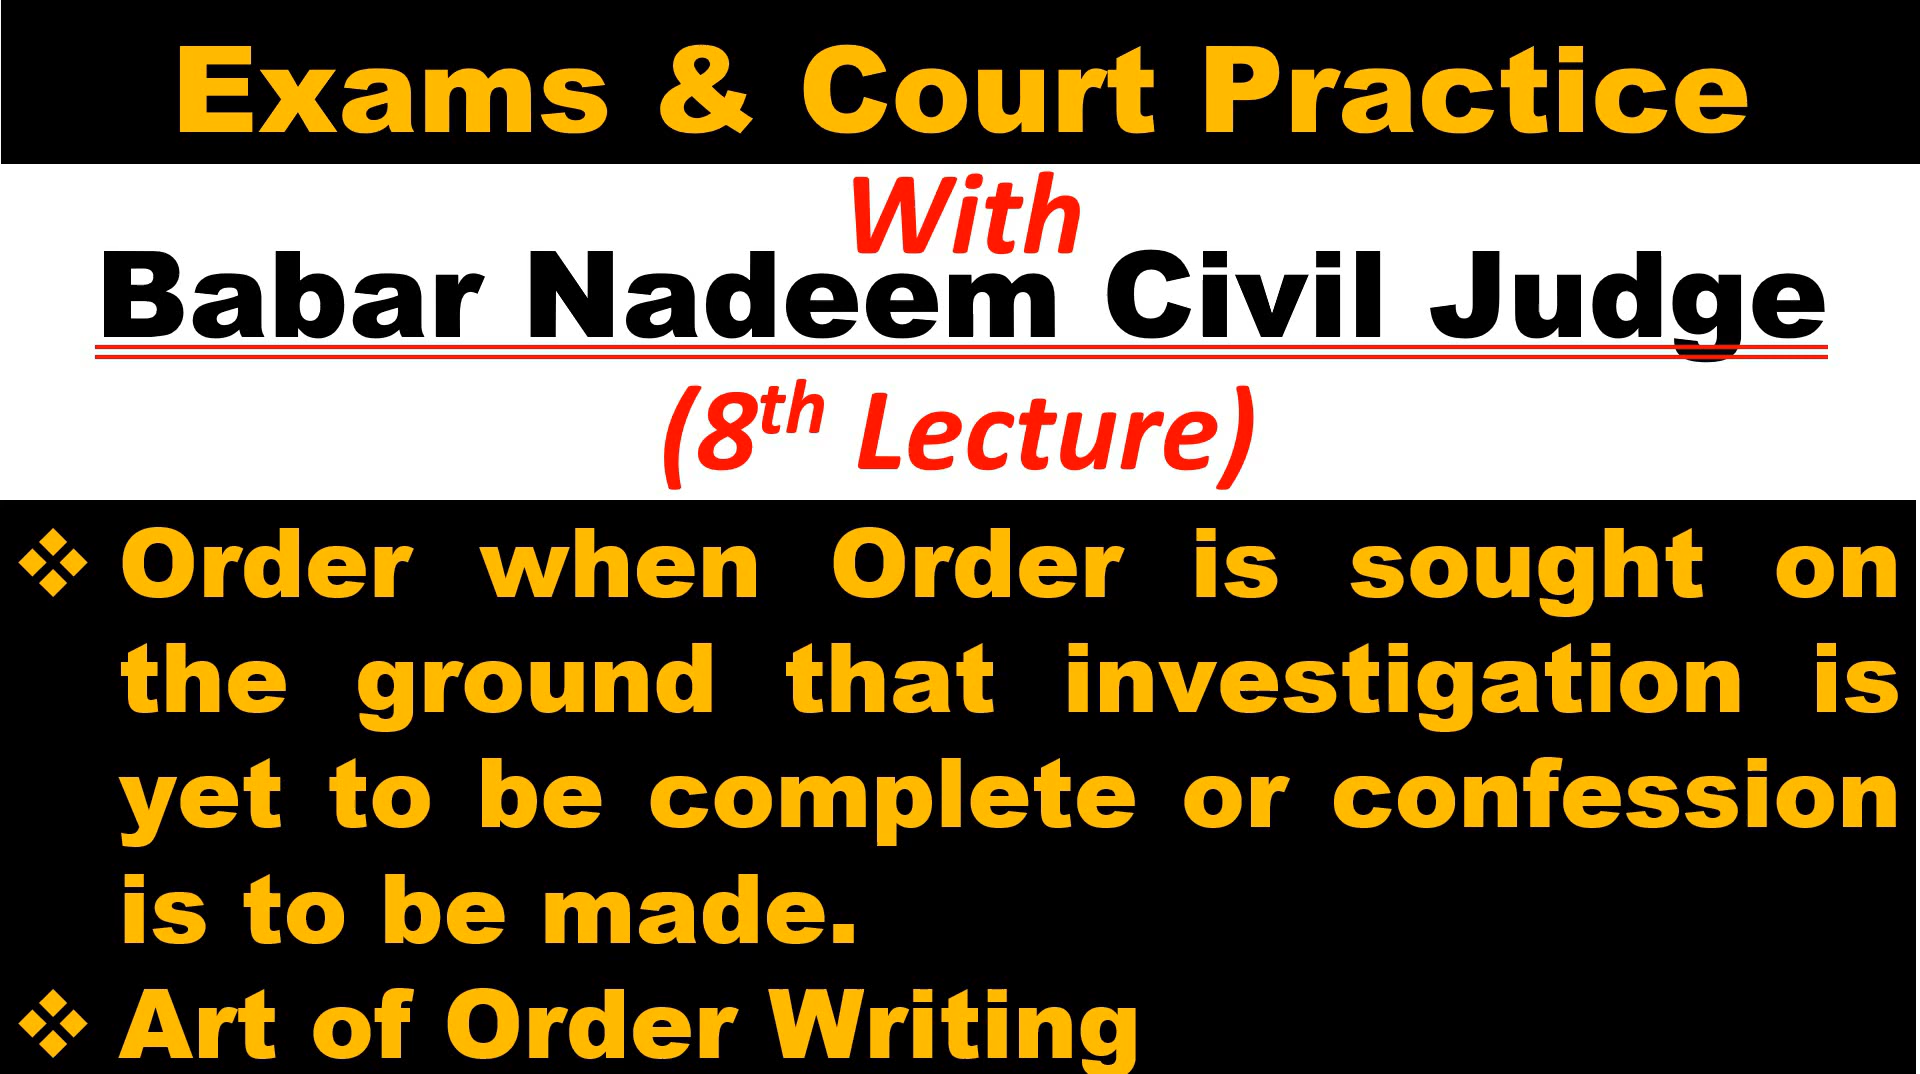 Exams & Court Practice
With
Babar Nadeem Civil Judge
(8th Lecture)
❖ Order when Order is sought on
the ground that investigation is
yet to be complete or confession
is to be made.
❖ Art of Order Writing